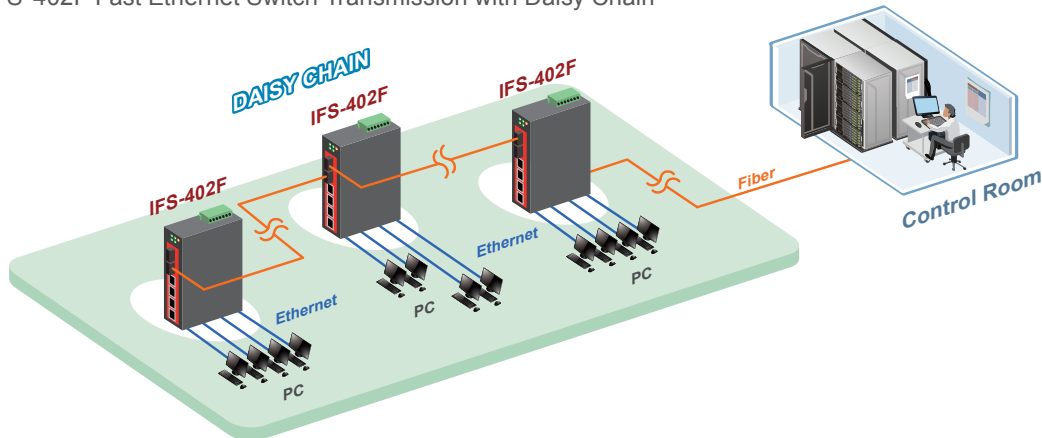 S-402F Fast Ethernet Switch Transmission with Daisy Chain
DAISY CHAIN
IFS-402F
IFS-402F
IFS-402F
Fiber
Control Room
Ethernet
PC
PC
Ethernet
PC